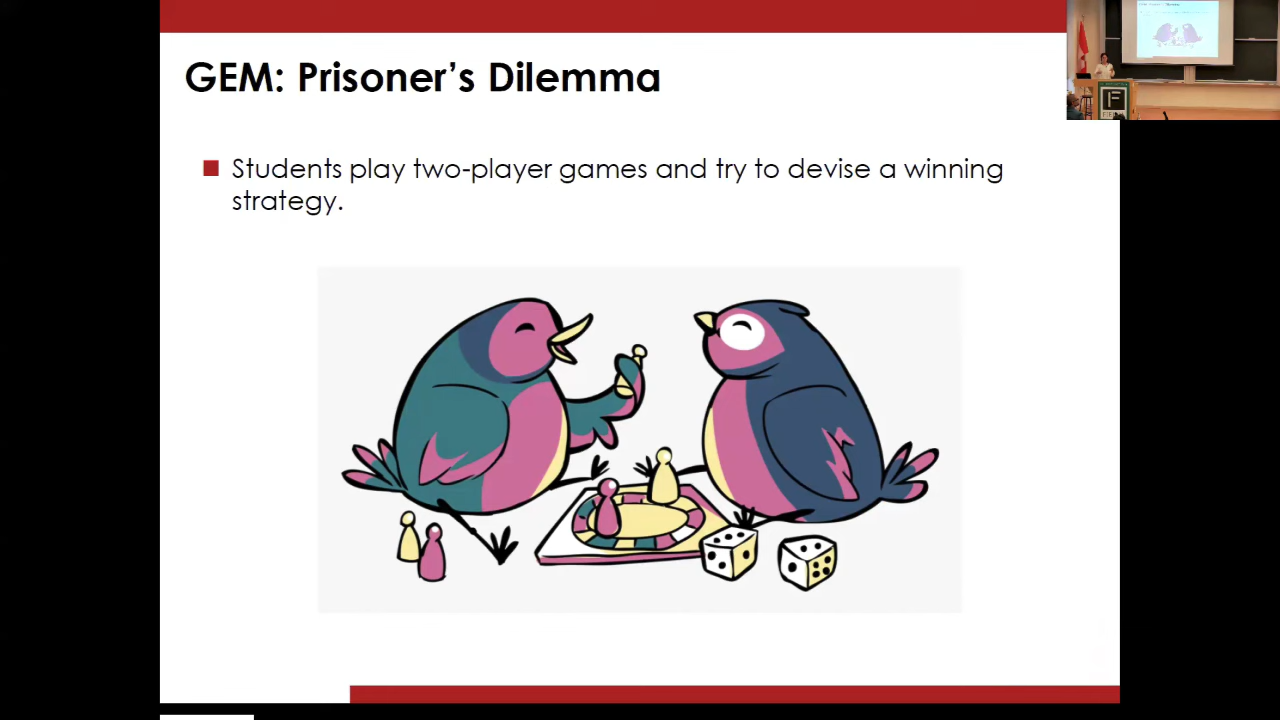 GEM: Prisoner's Dilemma
Students play two-player games and try to devise a winning
strategy.